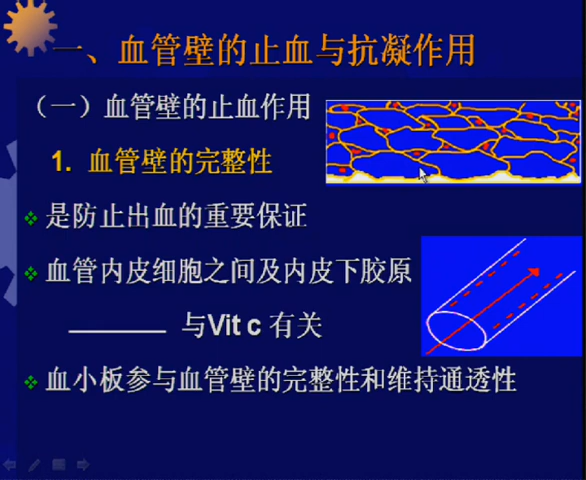 一、血管壁的止血与抗凝作用
（一）血管壁的止血作用
1. 血管壁的完整性
是防止出血的重要保证
血管内皮细胞之间及内皮下胶原
———— 与Vit c 有关
血小板参与血管壁的完整性和维持通透性